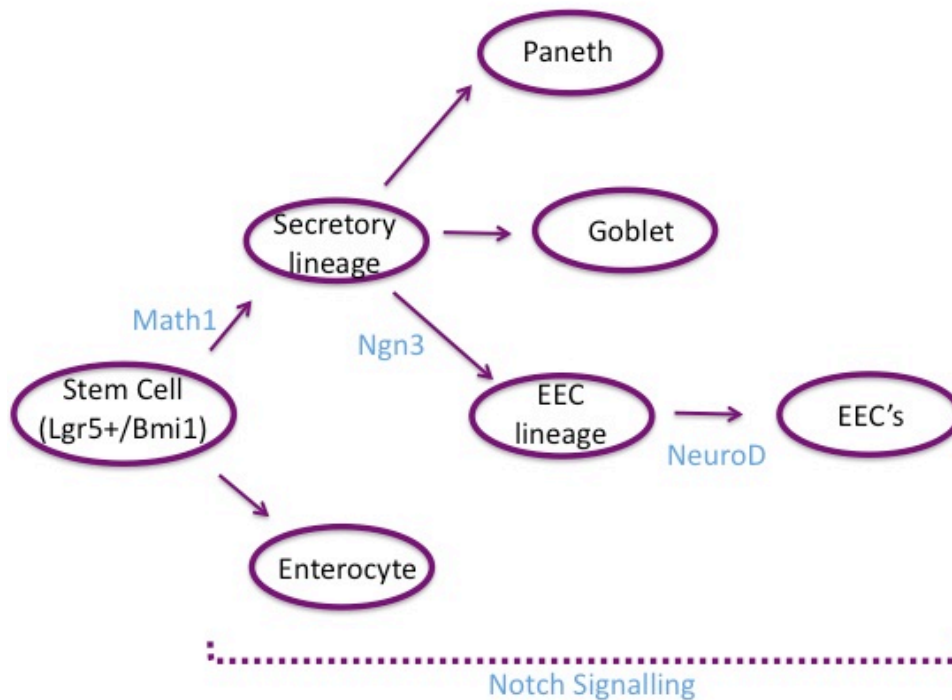 Paneth
Secretory
lineage
Goblet
Math1
Ngn3
Stem Cell
(Lgr5+/Bmi1)
EEC
lineage
EEC's
NeuroD
Enterocyte
Notch Signalling